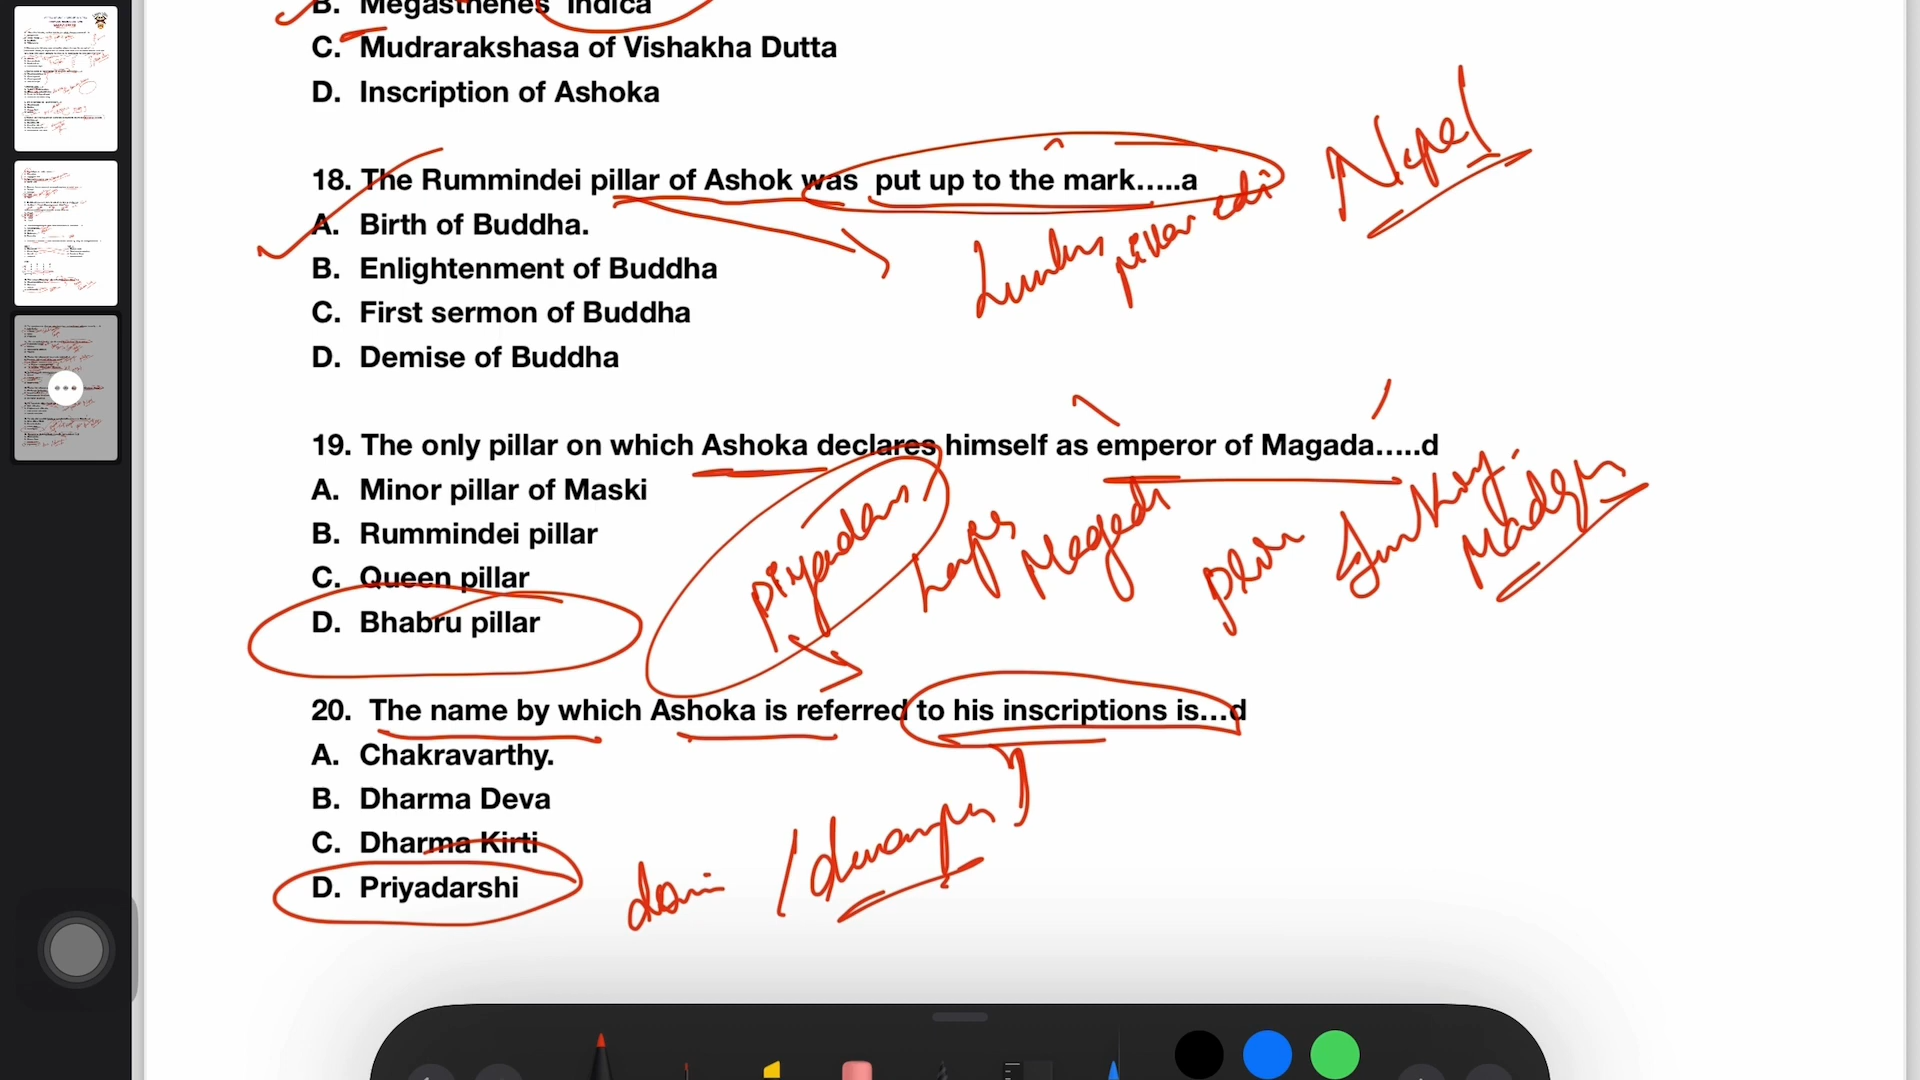 B. Megasthenes Indica
C. Mudrarakshasa of Vishakha Dutta
D. Inscription of Ashoka
Nepal
18. The Rummindei pillar of Ashok was put up to the mark.....a
A. Birth of Buddha.
pillar edi
B. Enlightenment of Buddha
C. First sermon of Buddha
D. Demise of Buddha
19. The only pillar on which Ashoka declares himself as emperor of Magada.....d
A. Minor pillar of Maski
B. Rummindei pillar
C. Queen pillar
D. Bhabru pillar
20. The name by which Ashoka is referred to his inscriptions is...d
A. Chakravarthy.
B. Dharma Deva
C. Dharma Kirti
D. Priyadarshi